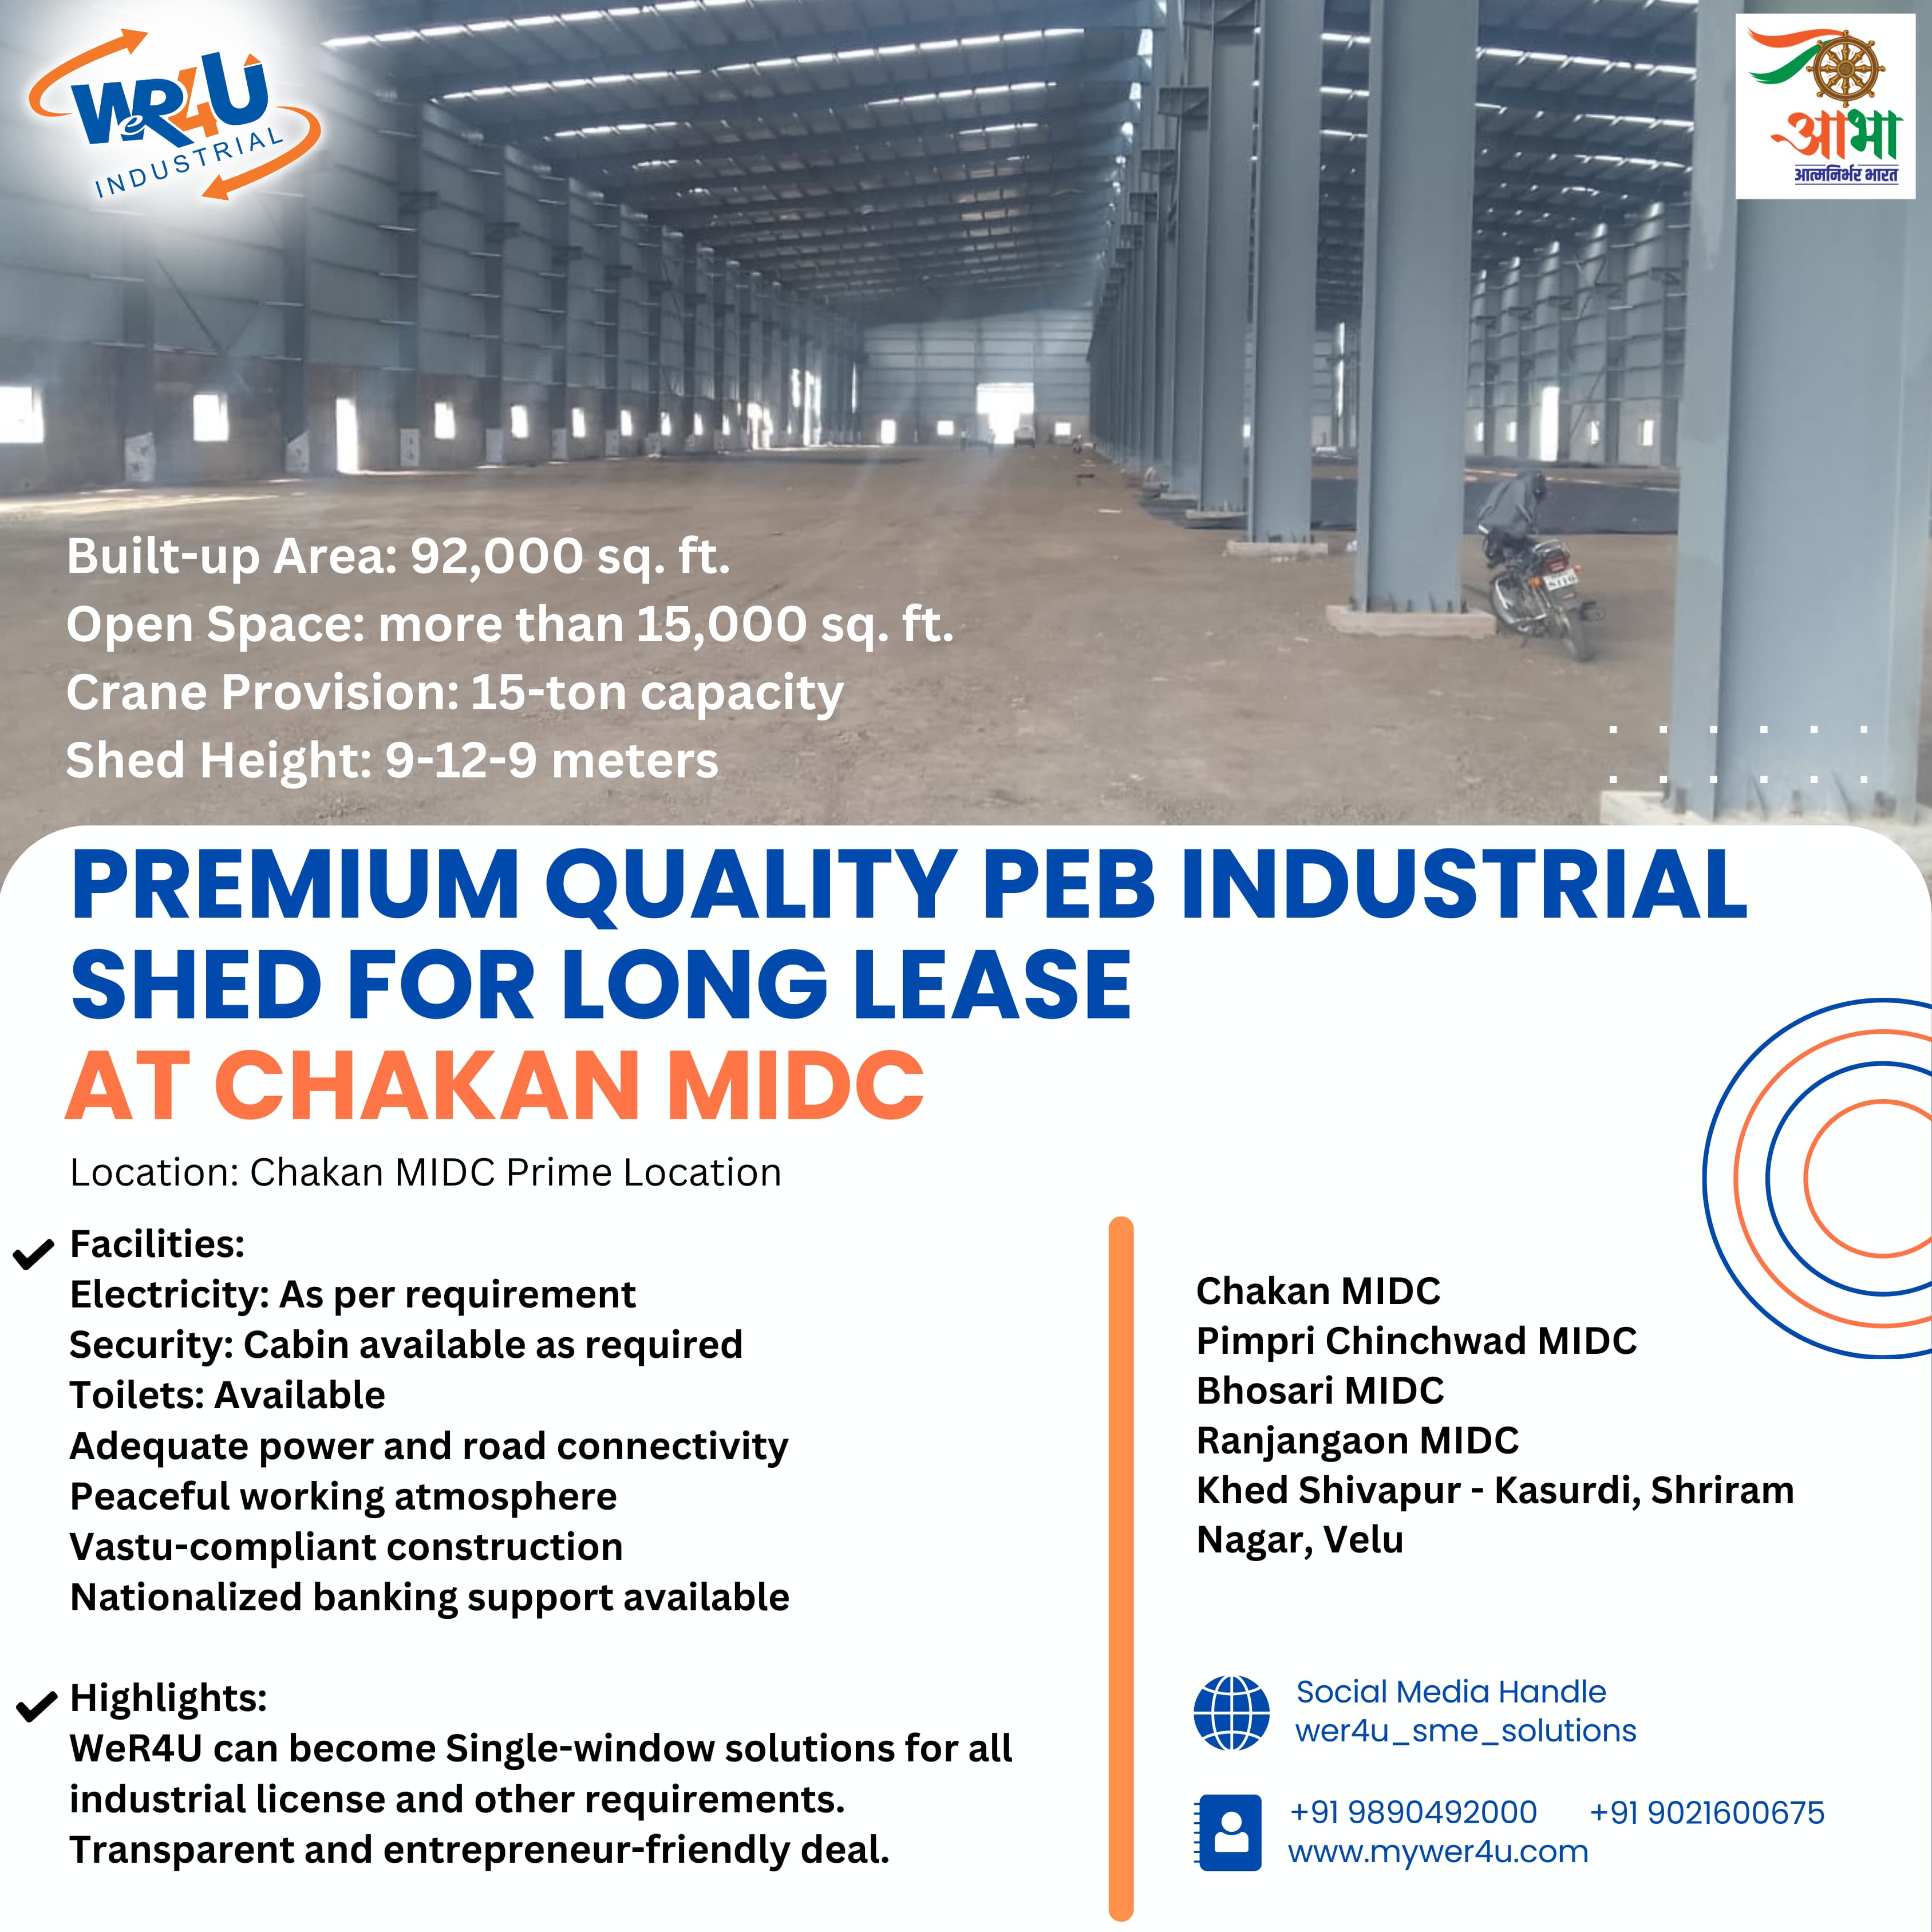 WeR4U
INDUSTRIAL
आभा
आत्मनिर्भर भारत
Built-up Area: 92,000 sq. ft.
Open Space: more than 15,000 sq. ft.
Crane Provision: 15-ton capacity
Shed Height: 9-12-9 meters
PREMIUM QUALITY PEB INDUSTRIAL
SHED FOR LONG LEASE
AT CHAKAN MIDC
Location: Chakan MIDC Prime Location
Facilities:
Electricity: As per requirement
Security: Cabin available as required
Toilets: Available
Adequate power and road connectivity
Peaceful working atmosphere
Vastu-compliant construction
Nationalized banking support available
Highlights:
WeR4U can become Single-window solutions for all
industrial license and other requirements.
Transparent and entrepreneur-friendly deal.
Chakan MIDC
Pimpri Chinchwad MIDC
Bhosari MIDC
Ranjangaon MIDC
Khed Shivapur - Kasurdi, Shriram
Nagar, Velu
Social Media Handle
wer4u_sme_solutions
+91 9890492000 +91 9021600675
www.mywer4u.com